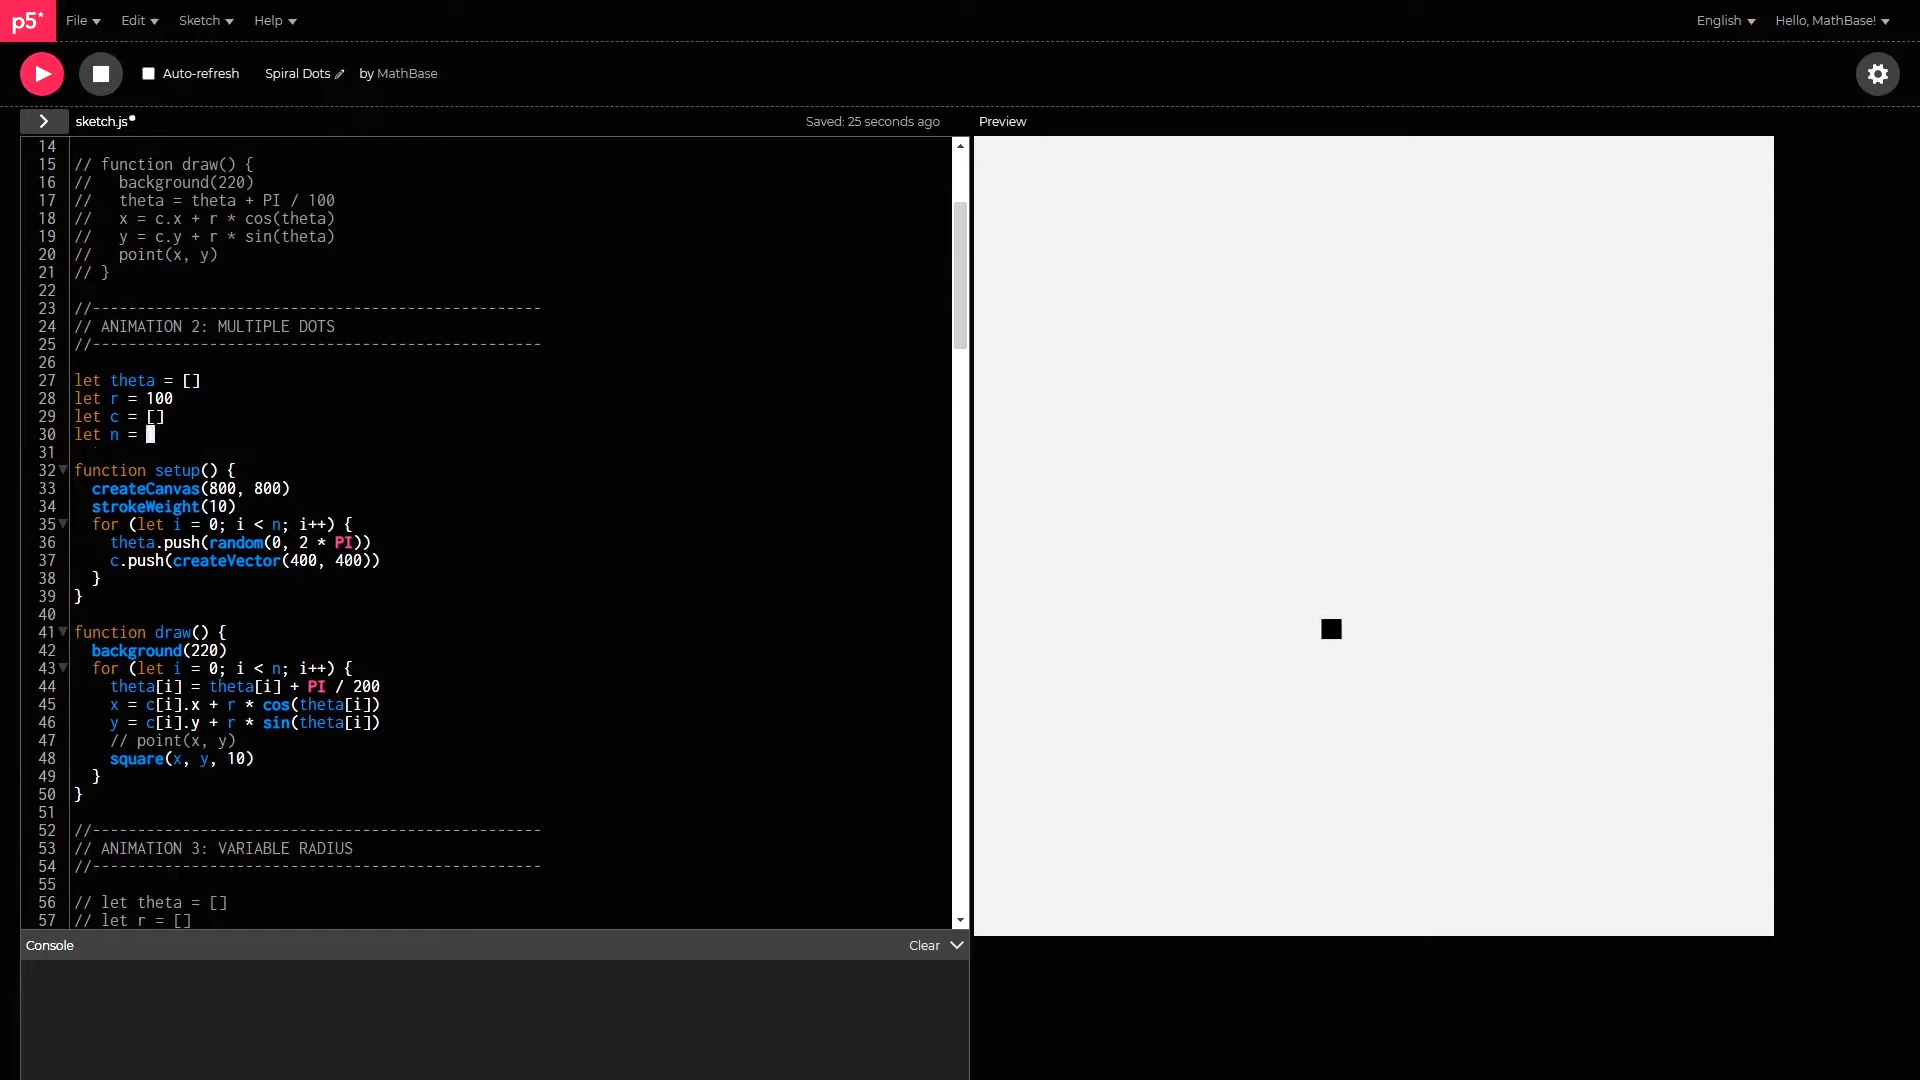 p5* File Edit Sketch Help English Hello, MathBase!
Auto-refresh Spiral Dots by MathBase
sketch.js Saved: 25 seconds ago Preview
14
15 // function draw() {
16 //   background(220)
17 //   theta = theta + PI / 100
18 //   x = c.x + r * cos(theta)
19 //   y = c.y + r * sin(theta)
20 //   point(x, y)
21 // }
22
23 //--------------------------------------------------
24 // ANIMATION 2: MULTIPLE DOTS
25 //--------------------------------------------------
26
27 let theta = []
28 let r = 100
29 let c = []
30 let n =
31
32 function setup() {
33   createCanvas(800, 800)
34   strokeWeight(10)
35   for (let i = 0; i < n; i++) {
36     theta.push(random(0, 2 * PI))
37     c.push(createVector(400, 400))
38   }
39 }
40
41 function draw() {
42   background(220)
43   for (let i = 0; i < n; i++) {
44     theta[i] = theta[i] + PI / 200
45     x = c[i].x + r * cos(theta[i])
46     y = c[i].y + r * sin(theta[i])
47     // point(x, y)
48     square(x, y, 10)
49   }
50 }
51
52 //--------------------------------------------------
53 // ANIMATION 3: VARIABLE RADIUS
54 //--------------------------------------------------
55
56 // let theta = []
57 // let r = []
Console Clear